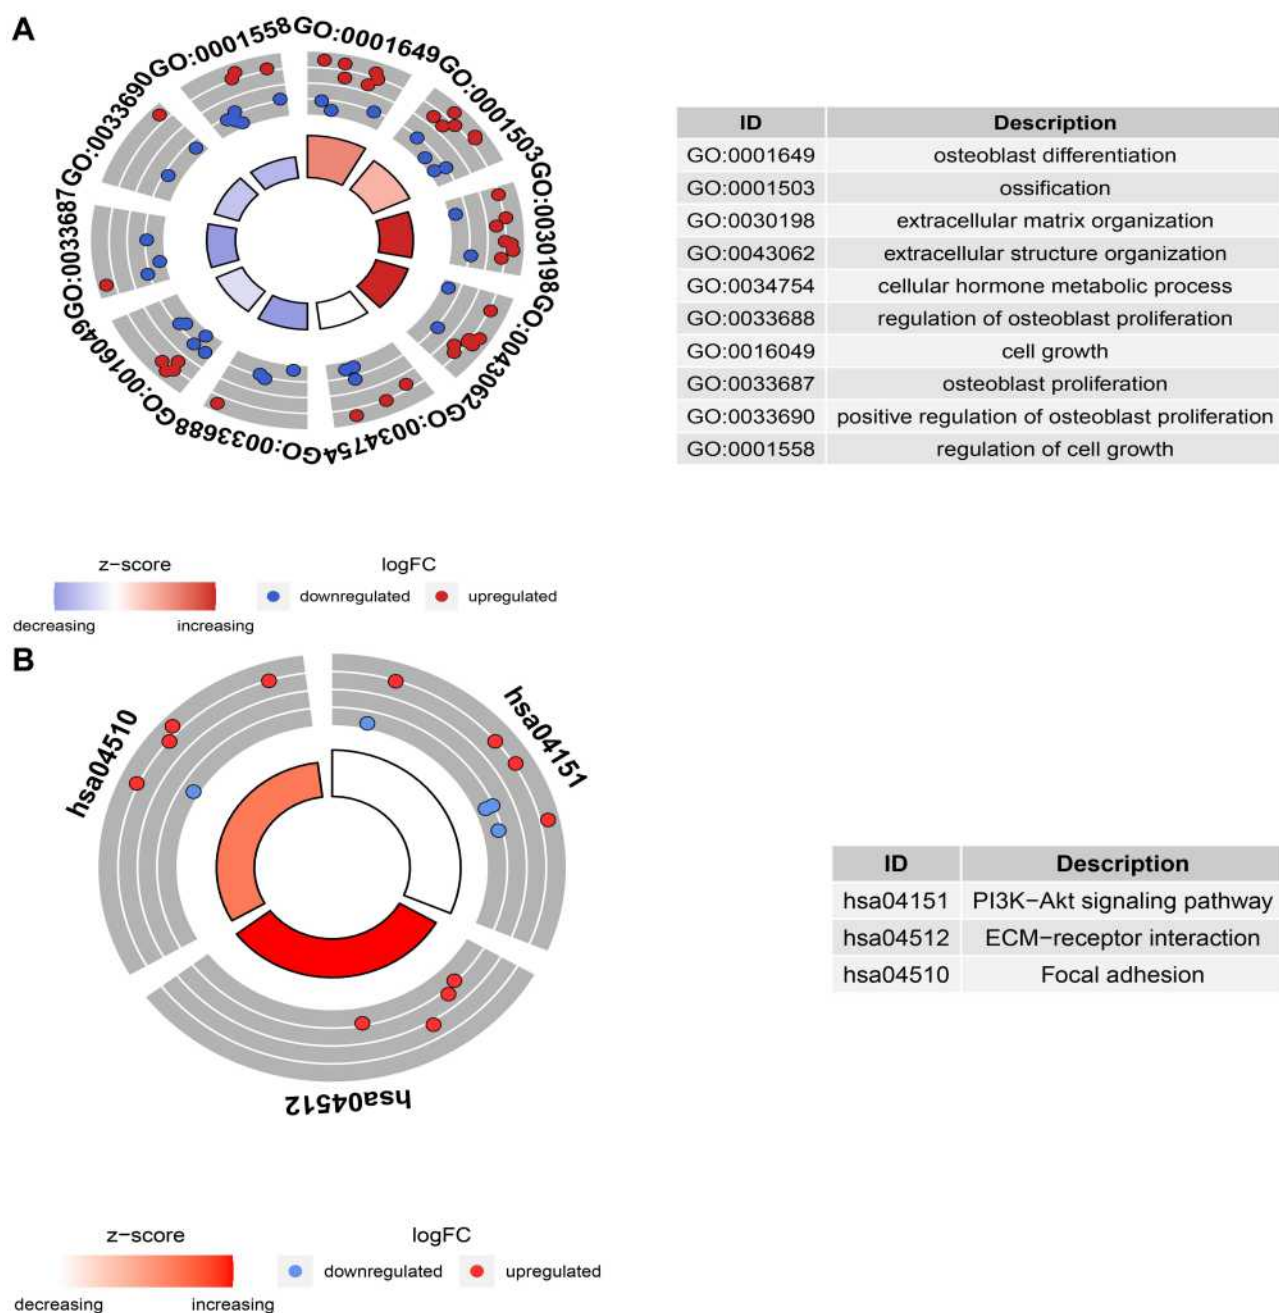 A
GO:0001649
GO:0001503
GO:0030198
GO:0043062
GO:0034754
GO:0033688
GO:0016049
GO:0033687
GO:0033690
GO:0001558
ID Description
GO:0001649 osteoblast differentiation
GO:0001503 ossification
GO:0030198 extracellular matrix organization
GO:0043062 extracellular structure organization
GO:0034754 cellular hormone metabolic process
GO:0033688 regulation of osteoblast proliferation
GO:0016049 cell growth
GO:0033687 osteoblast proliferation
GO:0033690 positive regulation of osteoblast proliferation
GO:0001558 regulation of cell growth
z-score logFC
downregulated upregulated
decreasing increasing
B
hsa04510
hsa04151
hsa04512
ID Description
hsa04151 PI3K-Akt signaling pathway
hsa04512 ECM-receptor interaction
hsa04510 Focal adhesion
z-score logFC
downregulated upregulated
decreasing increasing